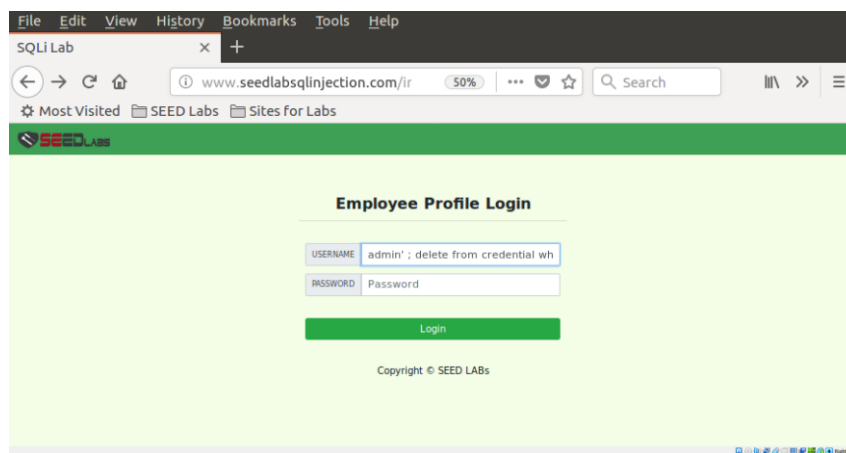 File Edit View History Bookmarks Tools Help
SQLi Lab × +
www.seedlabsqlinjection.com/ir 50% ... Search
Most Visited SEED Labs Sites for Labs
SEEDLABS
Employee Profile Login
USERNAME admin' ; delete from credential wh
PASSWORD Password
Login
Copyright © SEED LABs